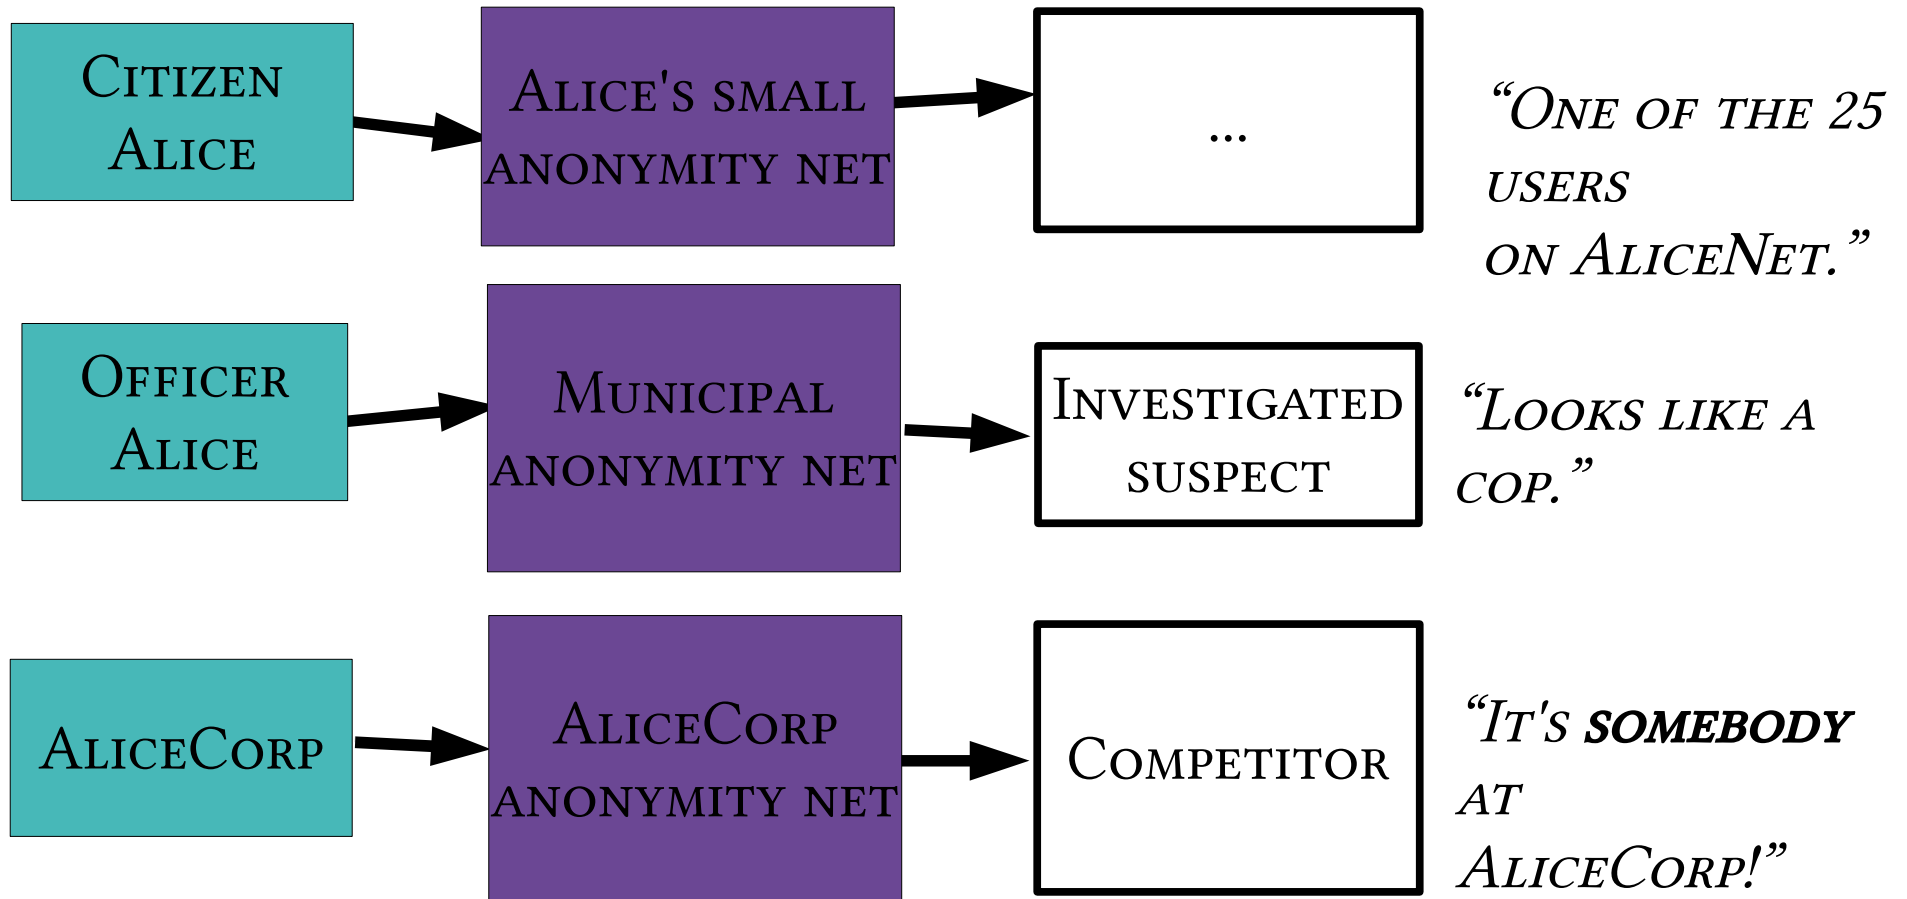 Citizen
Alice
Alice's small
anonymity net
...
“One of the 25
users
on AliceNet.”
Officer
Alice
Municipal
anonymity net
Investigated
suspect
“Looks like a
cop.”
AliceCorp
AliceCorp
anonymity net
Competitor
“It's somebody
at
AliceCorp!”